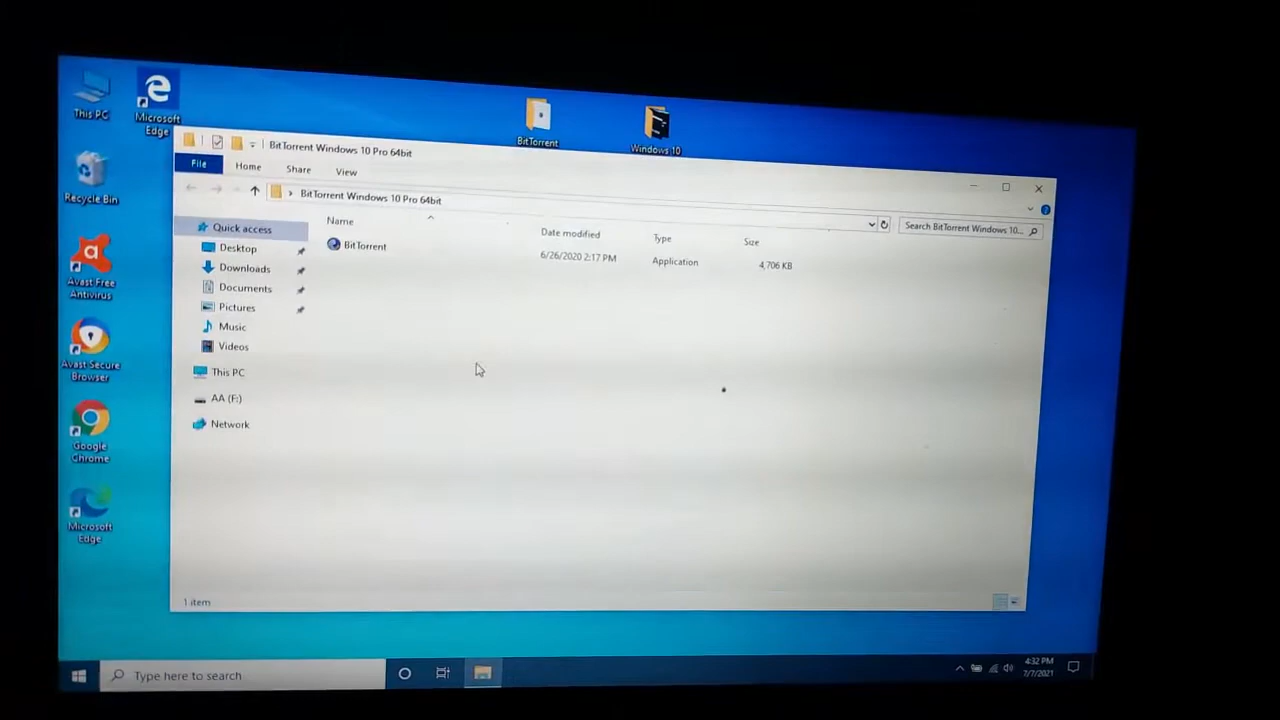 This PC
Microsoft
Edge
BitTorrent
Windows 10
Recycle Bin
Avast Free
Antivirus
Avast Secure
Browser
Google
Chrome
Microsoft
Edge
BitTorrent Windows 10 Pro 64bit
File
Home
Share
View
BitTorrent Windows 10 Pro 64bit
Search BitTorrent Windows 10...
Quick access
Desktop
Downloads
Documents
Pictures
Music
Videos
This PC
AA (F:)
Network
Name
Date modified
Type
Size
BitTorrent
6/26/2020 2:17 PM
Application
4,706 KB
1 item
Type here to search
4:32 PM
7/7/2021